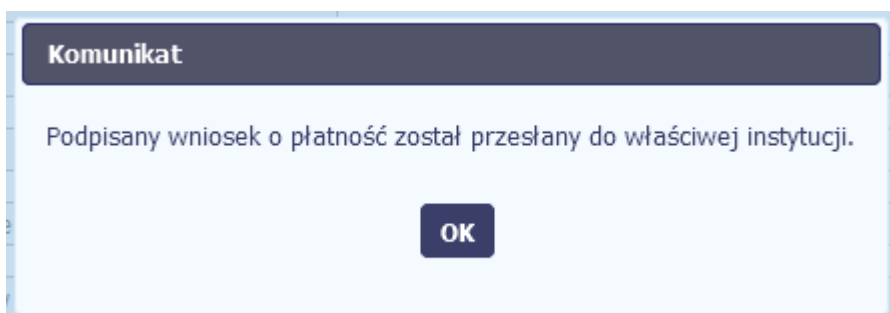 Komunikat
Podpisany wniosek o płatność został przesłany do właściwej instytucji.
OK